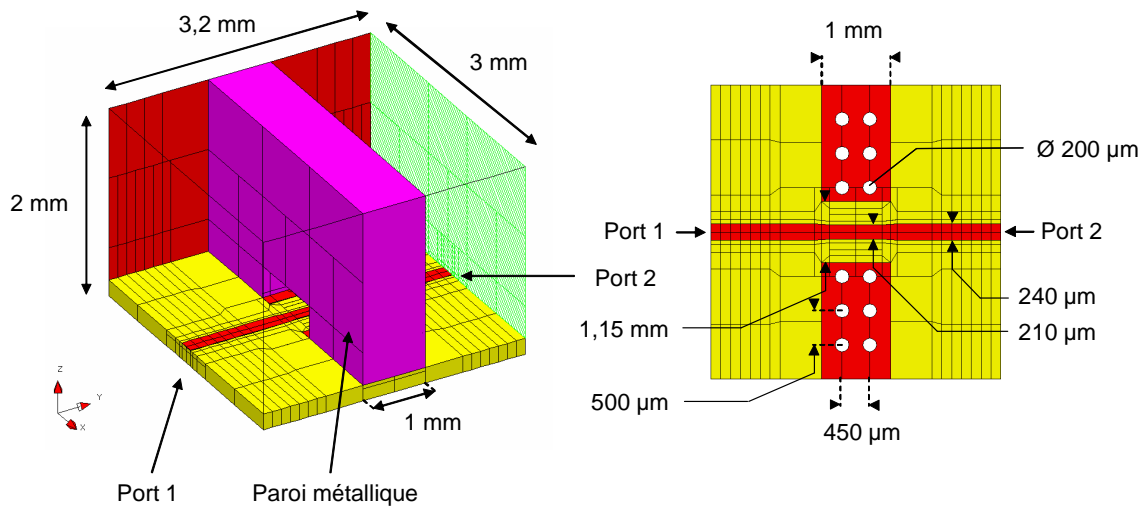 3,2 mm
3 mm
2 mm
1 mm
Port 1
Paroi métallique
Port 2
Z
Y
X
1 mm
Ø 200 µm
Port 1
Port 2
240 µm
210 µm
1,15 mm
500 µm
450 µm